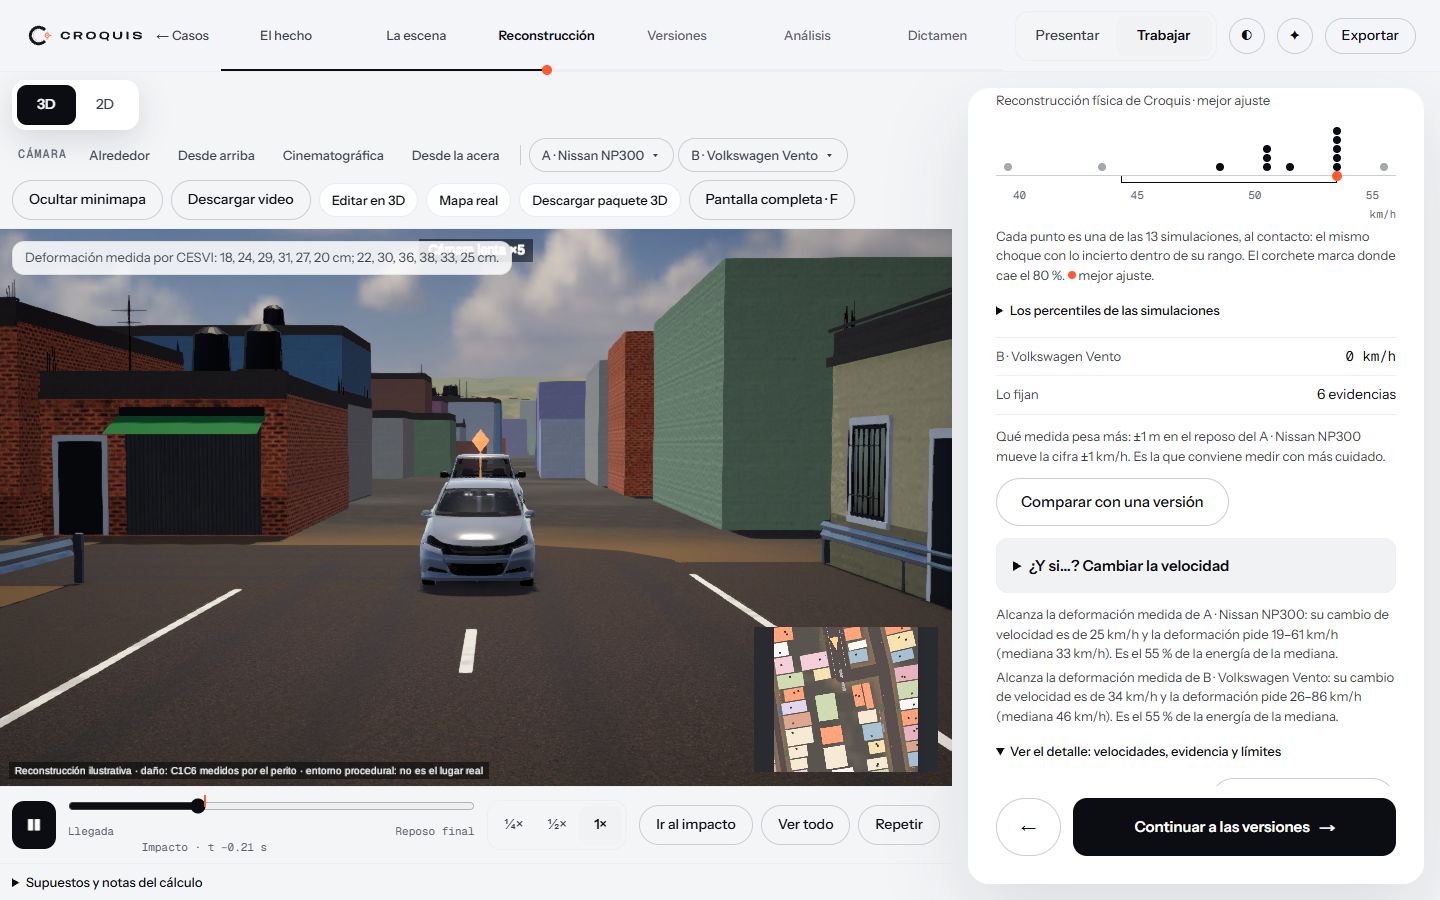 CROQUIS
← Casos
El hecho
La escena
Reconstrucción
Versiones
Análisis
Dictamen
Presentar
Trabajar
Exportar
3D
2D
CÁMARA
Alrededor
Desde arriba
Cinematográfica
Desde la acera
A · Nissan NP300
B · Volkswagen Vento
Ocultar minimapa
Descargar video
Editar en 3D
Mapa real
Descargar paquete 3D
Pantalla completa · F
Cámara lenta ×5
Deformación medida por CESVI: 18, 24, 29, 31, 27, 20 cm; 22, 30, 36, 38, 33, 25 cm.
Reconstrucción ilustrativa · daño: C1C6 medidos por el perito · entorno procedural: no es el lugar real
Llegada
Reposo final
Impacto · t −0.21 s
¼×
½×
1×
Ir al impacto
Ver todo
Repetir
Supuestos y notas del cálculo
Reconstrucción física de Croquis · mejor ajuste
40
45
50
55
km/h
Cada punto es una de las 13 simulaciones, al contacto: el mismo
choque con lo incierto dentro de su rango. El corchete marca donde
cae el 80 %. mejor ajuste.
Los percentiles de las simulaciones
B · Volkswagen Vento
0 km/h
Lo fijan
6 evidencias
Qué medida pesa más: ±1 m en el reposo del A · Nissan NP300
mueve la cifra ±1 km/h. Es la que conviene medir con más cuidado.
Comparar con una versión
¿Y si...? Cambiar la velocidad
Alcanza la deformación medida de A · Nissan NP300: su cambio de
velocidad es de 25 km/h y la deformación pide 19–61 km/h
(mediana 33 km/h). Es el 55 % de la energía de la mediana.
Alcanza la deformación medida de B · Volkswagen Vento: su cambio
de velocidad es de 34 km/h y la deformación pide 26–86 km/h
(mediana 46 km/h). Es el 55 % de la energía de la mediana.
Ver el detalle: velocidades, evidencia y límites
←
Continuar a las versiones →